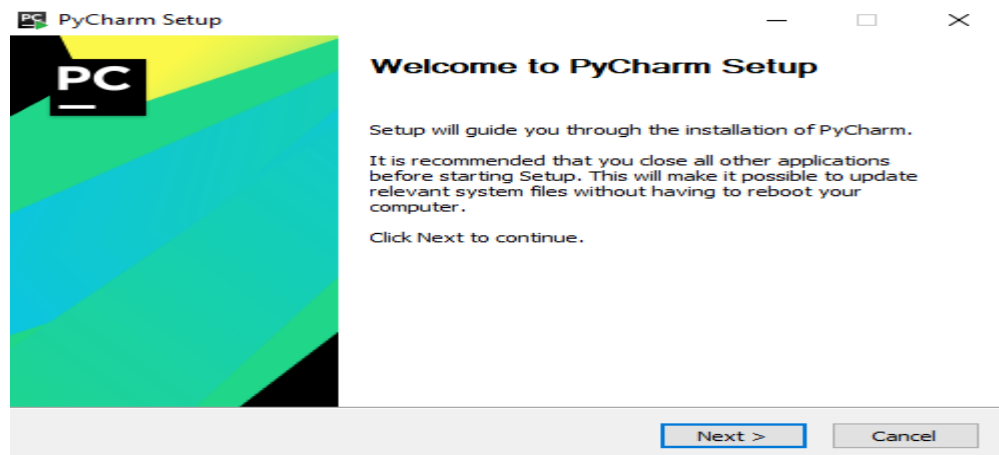 PC PyCharm Setup
PC
Welcome to PyCharm Setup
Setup will guide you through the installation of PyCharm.
It is recommended that you close all other applications
before starting Setup. This will make it possible to update
relevant system files without having to reboot your
computer.
Click Next to continue.
Next >
Cancel